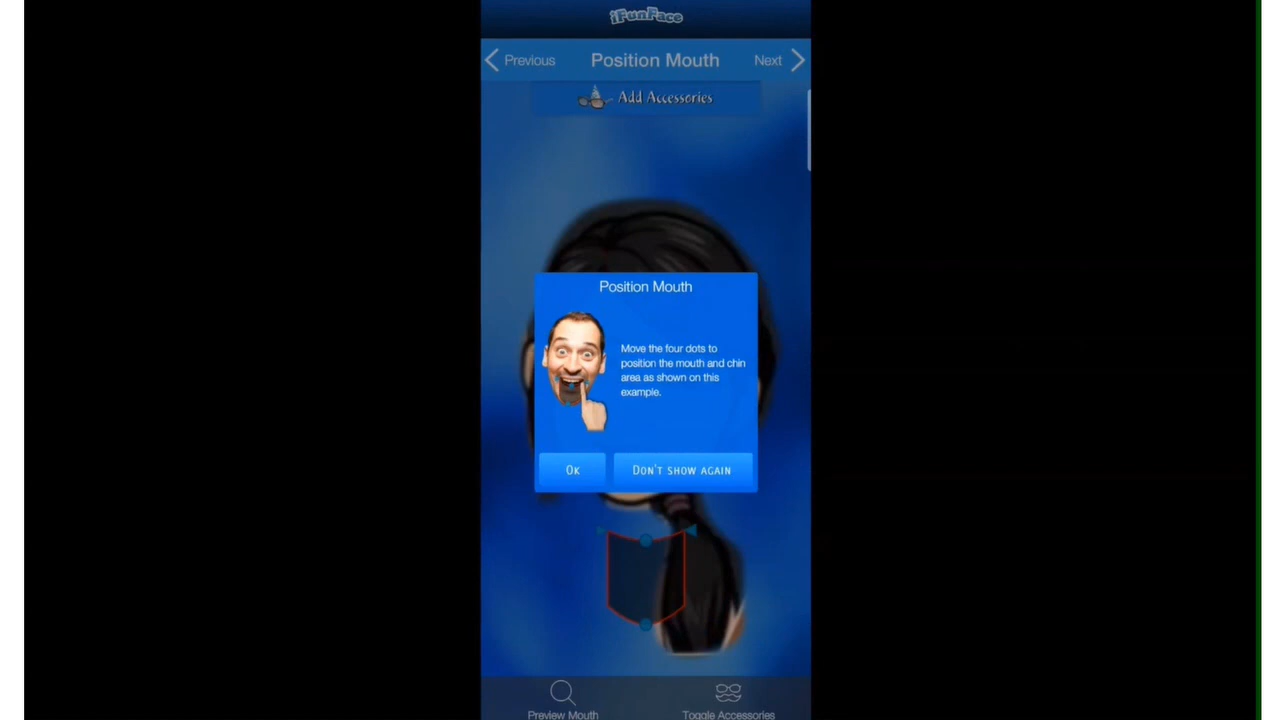 iFunFace
Previous
Position Mouth
Next
Add Accessories
Position Mouth
Move the four dots to
position the mouth and chin
area as shown on this
example.
Ok
Don't show again
Preview Mouth
Toggle Accessories